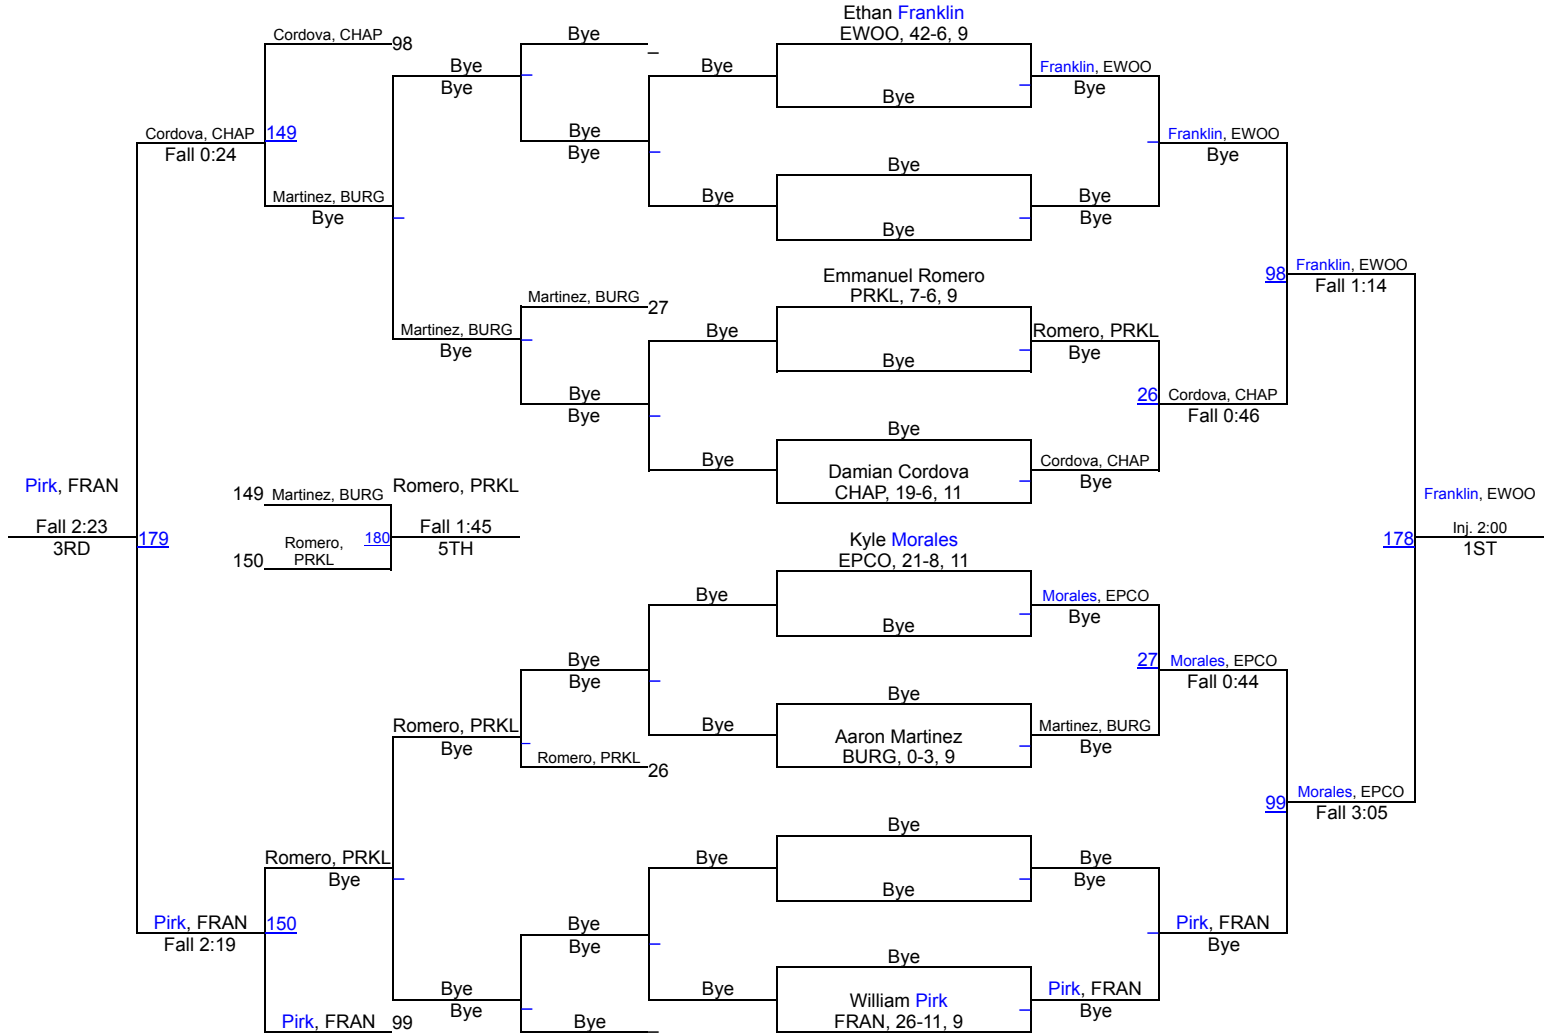 Ethan Franklin
EWOO, 42-6, 9
Cordova, CHAP
98
Bye
Bye
Bye
Bye
Franklin, EWOO
Bye
Bye
Bye
Cordova, CHAP
149
Fall 0:24
Bye
Bye
Franklin, EWOO
Bye
Bye
Martinez, BURG
Bye
Bye
Bye
Bye
Bye
Emmanuel Romero
PRKL, 7-6, 9
98
Franklin, EWOO
Fall 1:14
Martinez, BURG
27
Martinez, BURG
Bye
Bye
Romero, PRKL
Bye
Bye
Bye
Bye
26
Cordova, CHAP
Fall 0:46
Bye
Bye
Damian Cordova
CHAP, 19-6, 11
Cordova, CHAP
Bye
Pirk, FRAN
Fall 2:23
3RD
179
149
Martinez, BURG
Romero, PRKL
150
Romero,
PRKL
180
Fall 1:45
5TH
Franklin, EWOO
178
Inj. 2:00
1ST
Kyle Morales
EPCO, 21-8, 11
Bye
Morales, EPCO
Bye
Bye
Bye
Bye
27
Morales, EPCO
Fall 0:44
Bye
Romero, PRKL
Bye
Bye
Aaron Martinez
BURG, 0-3, 9
Martinez, BURG
Bye
Romero, PRKL
26
99
Morales, EPCO
Fall 3:05
Bye
Romero, PRKL
Bye
Bye
Bye
Bye
Bye
Pirk, FRAN
150
Fall 2:19
Bye
Bye
Pirk, FRAN
Bye
Bye
Bye
Bye
Bye
William Pirk
FRAN, 26-11, 9
Pirk, FRAN
Bye
Pirk, FRAN
99
Bye